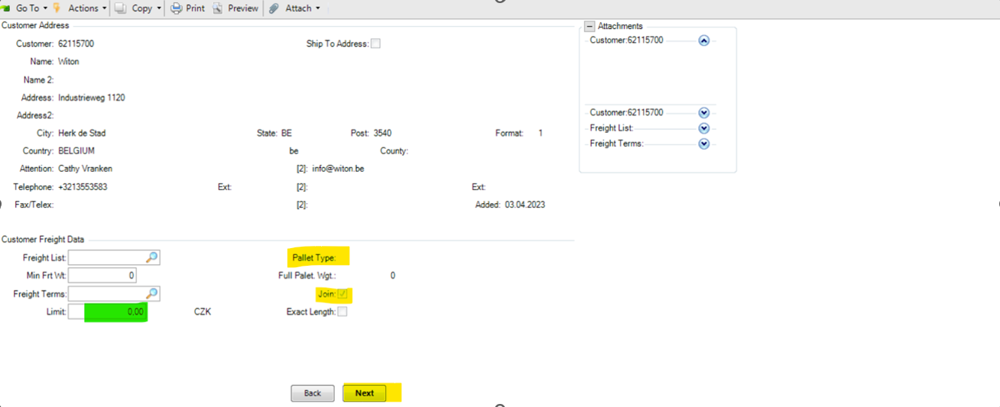 Go To Actions Copy Print Preview Attach
Customer Address
Attachments
Customer: 62115700 Ship To Address:
Customer:62115700
Name: Witon
Name 2:
Address: Industrieweg 1120
Address2:
Customer:62115700
City: Herk de Stad State: BE Post: 3540 Format: 1
Freight List:
Country: BELGIUM be County:
Freight Terms:
Attention: Cathy Vranken [2]: info@witon.be
Telephone: +3213553583 Ext: [2]: Ext:
Fax/Telex: [2]: Added: 03.04.2023
Customer Freight Data
Freight List: Pallet Type:
Min Frt Wt: 0 Full Palet. Wgt.: 0
Freight Terms: Join:
Limit: 0,00 CZK Exact Length:
Back Next